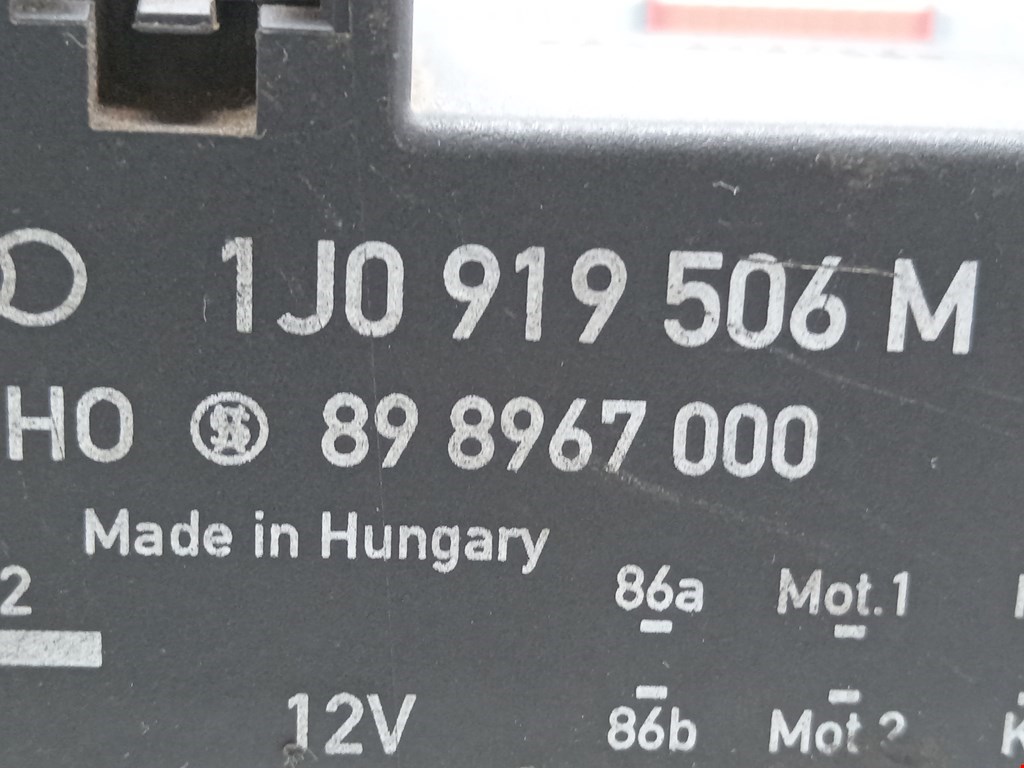 1J0 919 506 M
HO 89 8967 000
Made in Hungary
2
86a Mot.1
12V 86b Mot 2